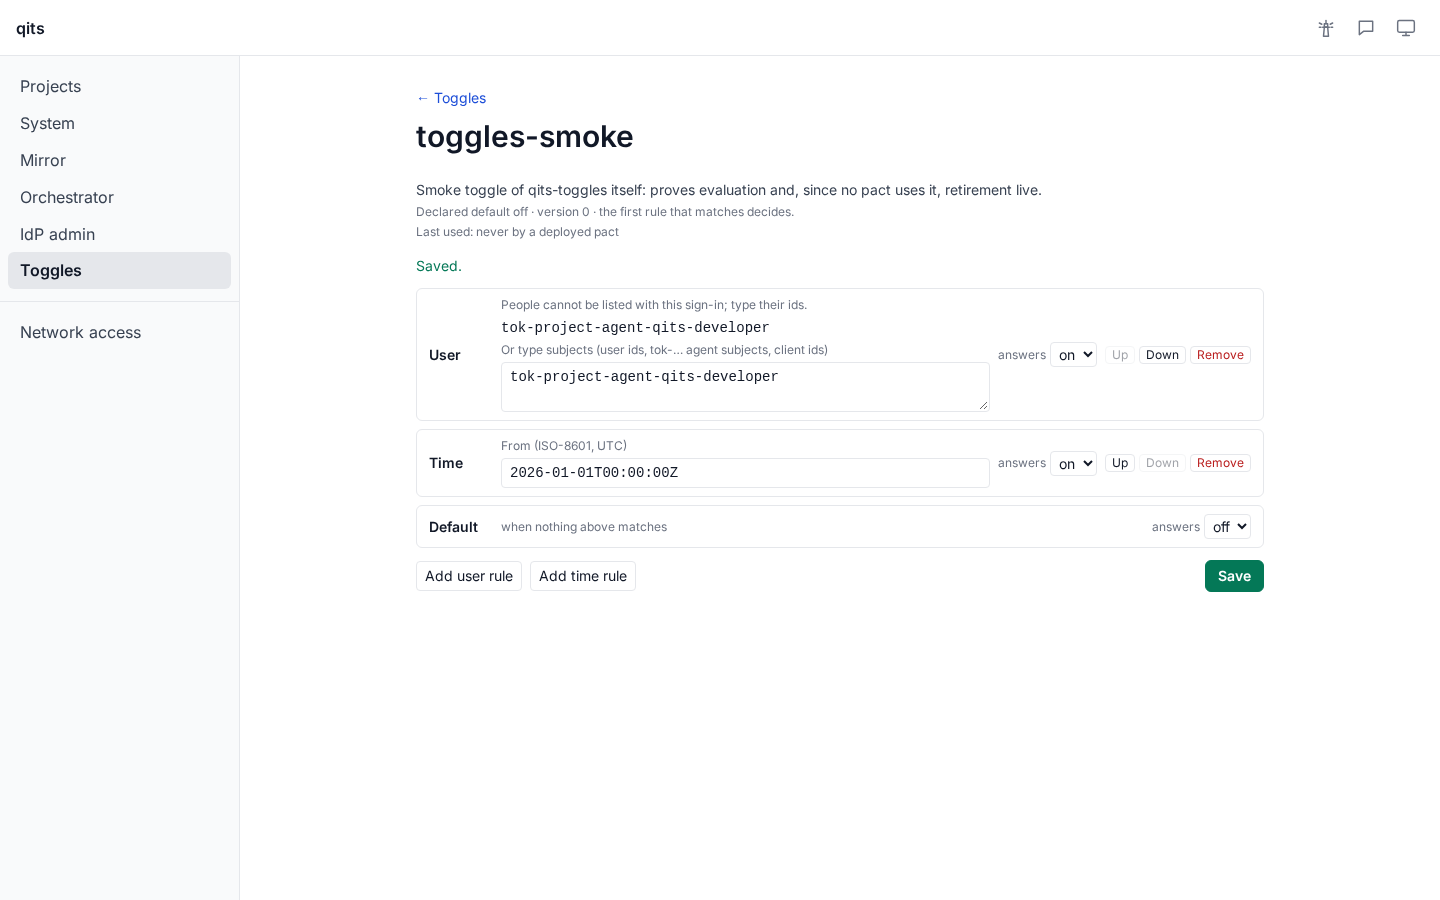 qits
Projects
System
Mirror
Orchestrator
IdP admin
Toggles
Network access
← Toggles
toggles-smoke
Smoke toggle of qits-toggles itself: proves evaluation and, since no pact uses it, retirement live.
Declared default off · version 0 · the first rule that matches decides.
Last used: never by a deployed pact
Saved.
User
People cannot be listed with this sign-in; type their ids.
tok-project-agent-qits-developer
Or type subjects (user ids, tok-... agent subjects, client ids)
tok-project-agent-qits-developer
answers on Up Down Remove
Time
From (ISO-8601, UTC)
2026-01-01T00:00:00Z
answers on Up Down Remove
Default when nothing above matches answers off
Add user rule Add time rule Save